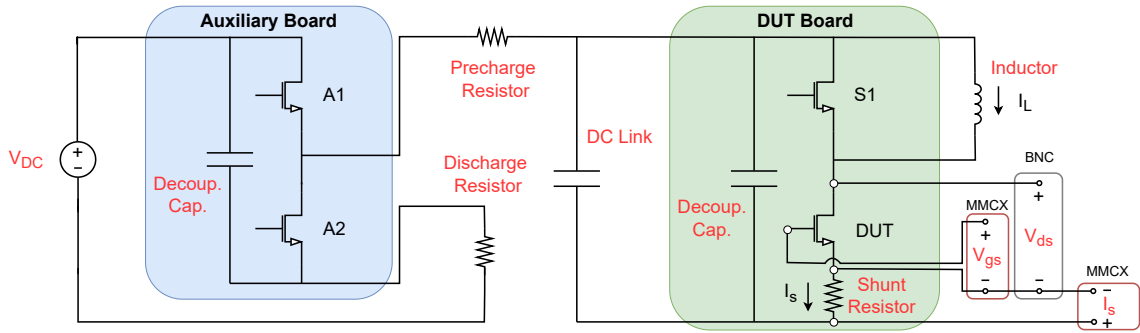 Auxiliary Board
DUT Board
Precharge
Resistor
A1
S1
Inductor
I_L
DC Link
V_DC
Decoup.
Cap.
Discharge
Resistor
Decoup.
Cap.
BNC
+
-
A2
DUT
MMCX
+
V_gs
-
+
V_ds
-
MMCX
I_s
Shunt
Resistor
-
I_s
+